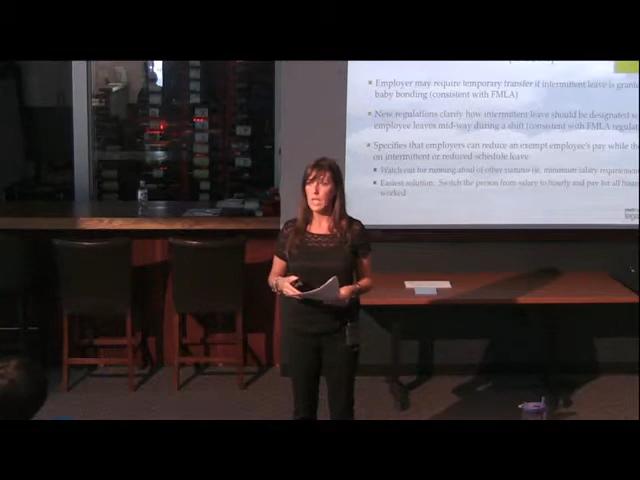 Employer may require temporary transfer if intermittent leave is grant
baby bonding (consistent with FMLA)
New regulations clarify how intermittent leave should be designated w
employee leaves mid-way during a shift (consistent with FMLA regula
Specifies that employers can reduce an exempt employee's pay while th
on intermittent or reduced schedule leave
Watch out for running afoul of other statutes (ie, minimum salary requirement
Easiest solution: Switch the person from salary to hourly and pay for all hou
worked